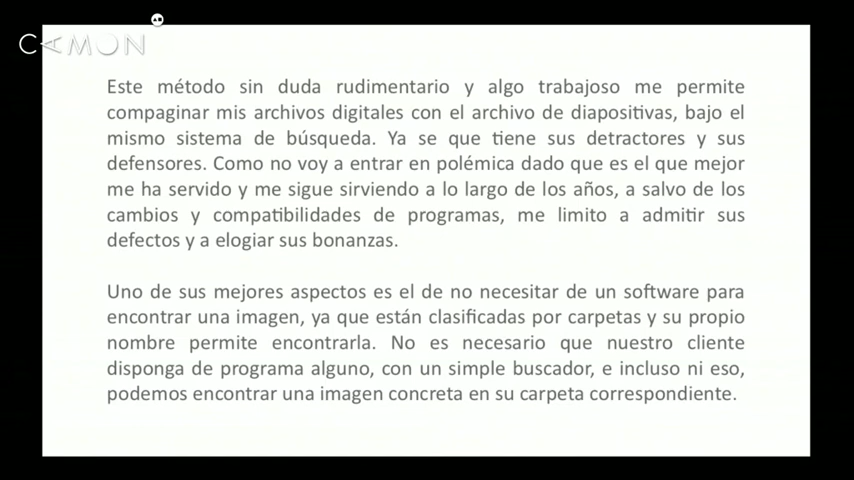 CAMON
Este método sin duda rudimentario y algo trabajoso me permite
compaginar mis archivos digitales con el archivo de diapositivas, bajo el
mismo sistema de búsqueda. Ya se que tiene sus detractores y sus
defensores. Como no voy a entrar en polémica dado que es el que mejor
me ha servido y me sigue sirviendo a lo largo de los años, a salvo de los
cambios y compatibilidades de programas, me limito a admitir sus
defectos y a elogiar sus bonanzas.
Uno de sus mejores aspectos es el de no necesitar de un software para
encontrar una imagen, ya que están clasificadas por carpetas y su propio
nombre permite encontrarla. No es necesario que nuestro cliente
disponga de programa alguno, con un simple buscador, e incluso ni eso,
podemos encontrar una imagen concreta en su carpeta correspondiente.